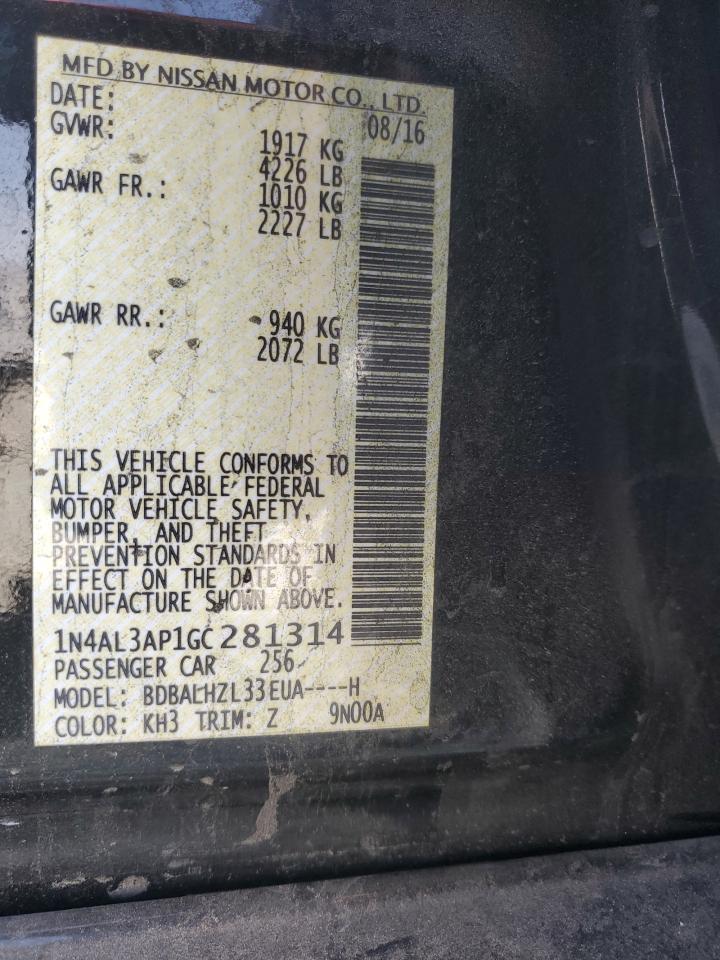 MFD BY NISSAN MOTOR CO., LTD.
DATE: 08/16
GVWR: 1917 KG
4226 LB
GAWR FR.: 1010 KG
2227 LB
GAWR RR.: 940 KG
2072 LB
THIS VEHICLE CONFORMS TO
ALL APPLICABLE FEDERAL
MOTOR VEHICLE SAFETY,
BUMPER, AND THEFT
PREVENTION STANDARDS IN
EFFECT ON THE DATE OF
MANUFACTURE SHOWN ABOVE.
1N4AL3AP1GC281314
PASSENGER CAR 256
MODEL: BDBALHZL33EUA----H
COLOR: KH3 TRIM: Z 9N00A